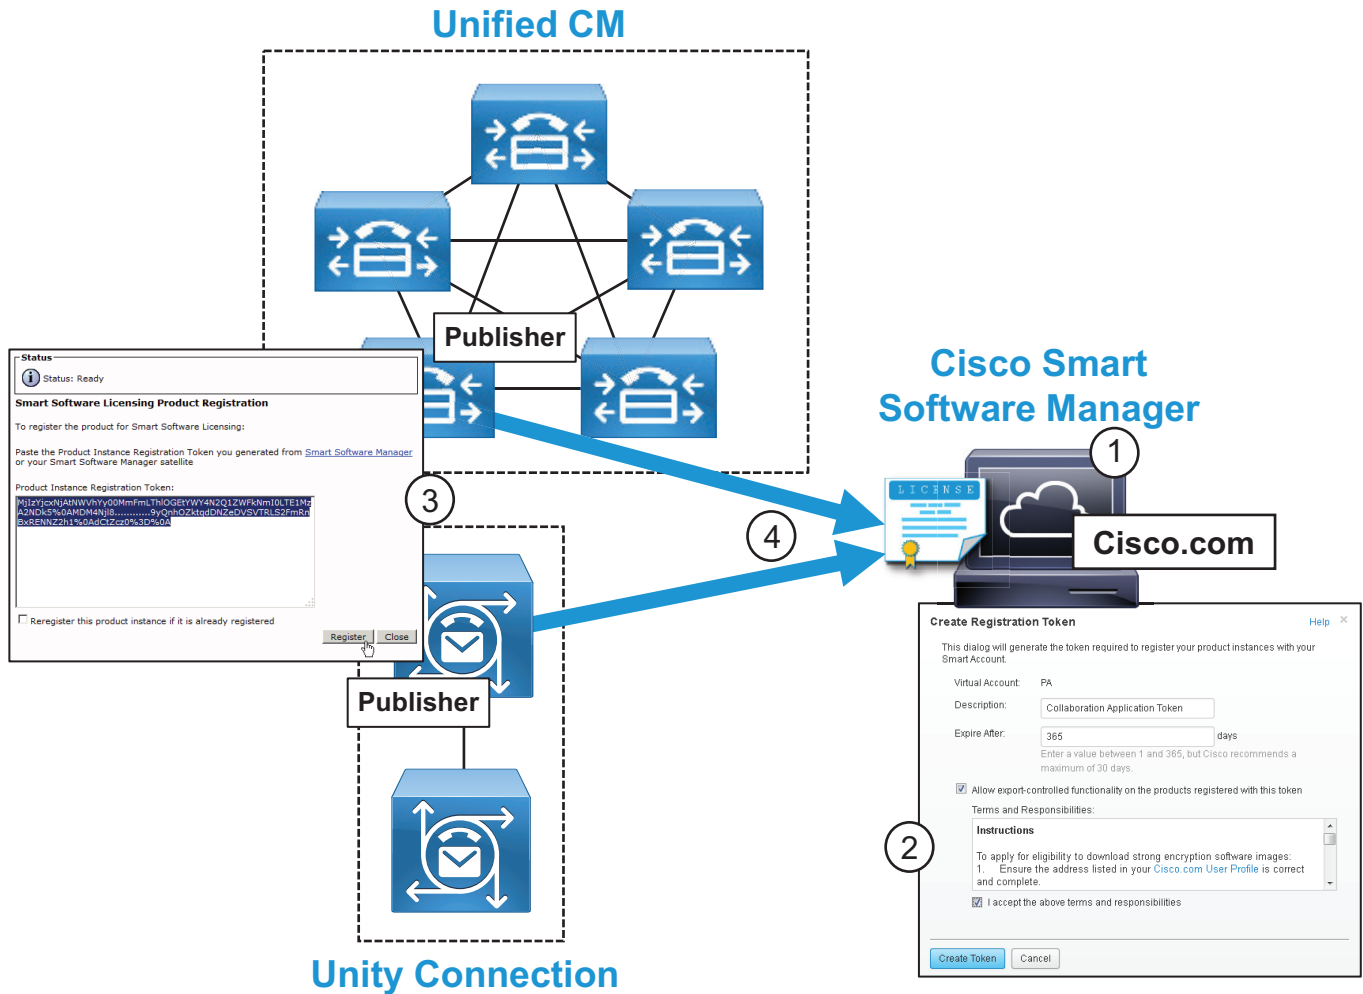 Unified CM
Publisher
Status
Status: Ready
Smart Software Licensing Product Registration
To register the product for Smart Software Licensing:
Paste the Product Instance Registration Token you generated from Smart Software Manager
or your Smart Software Manager satellite
Product Instance Registration Token:
MjIzYjcxNjAtNWVhYy00MmFmLThlOGEtYWY4N2Q1ZWFkNmI0LTE1Mz
A2NDk5%0AMDM4Njl8...........9yQnhOZktqdDNZeDVSVTRLS2FmRn
BxRENNZ2h1%0AdCtZcz0%3D%0A
Reregister this product instance if it is already registered
Register
Close
3
4
Cisco Smart
Software Manager
1
LICENSE
Cisco.com
Publisher
Unity Connection
2
Create Registration Token
Help
This dialog will generate the token required to register your product instances with your
Smart Account.
Virtual Account: PA
Description: Collaboration Application Token
Expire After: 365 days
Enter a value between 1 and 365, but Cisco recommends a
maximum of 30 days.
Allow export-controlled functionality on the products registered with this token
Terms and Responsibilities:
Instructions
To apply for eligibility to download strong encryption software images:
1. Ensure the address listed in your Cisco.com User Profile is correct
and complete.
I accept the above terms and responsibilities
Create Token
Cancel